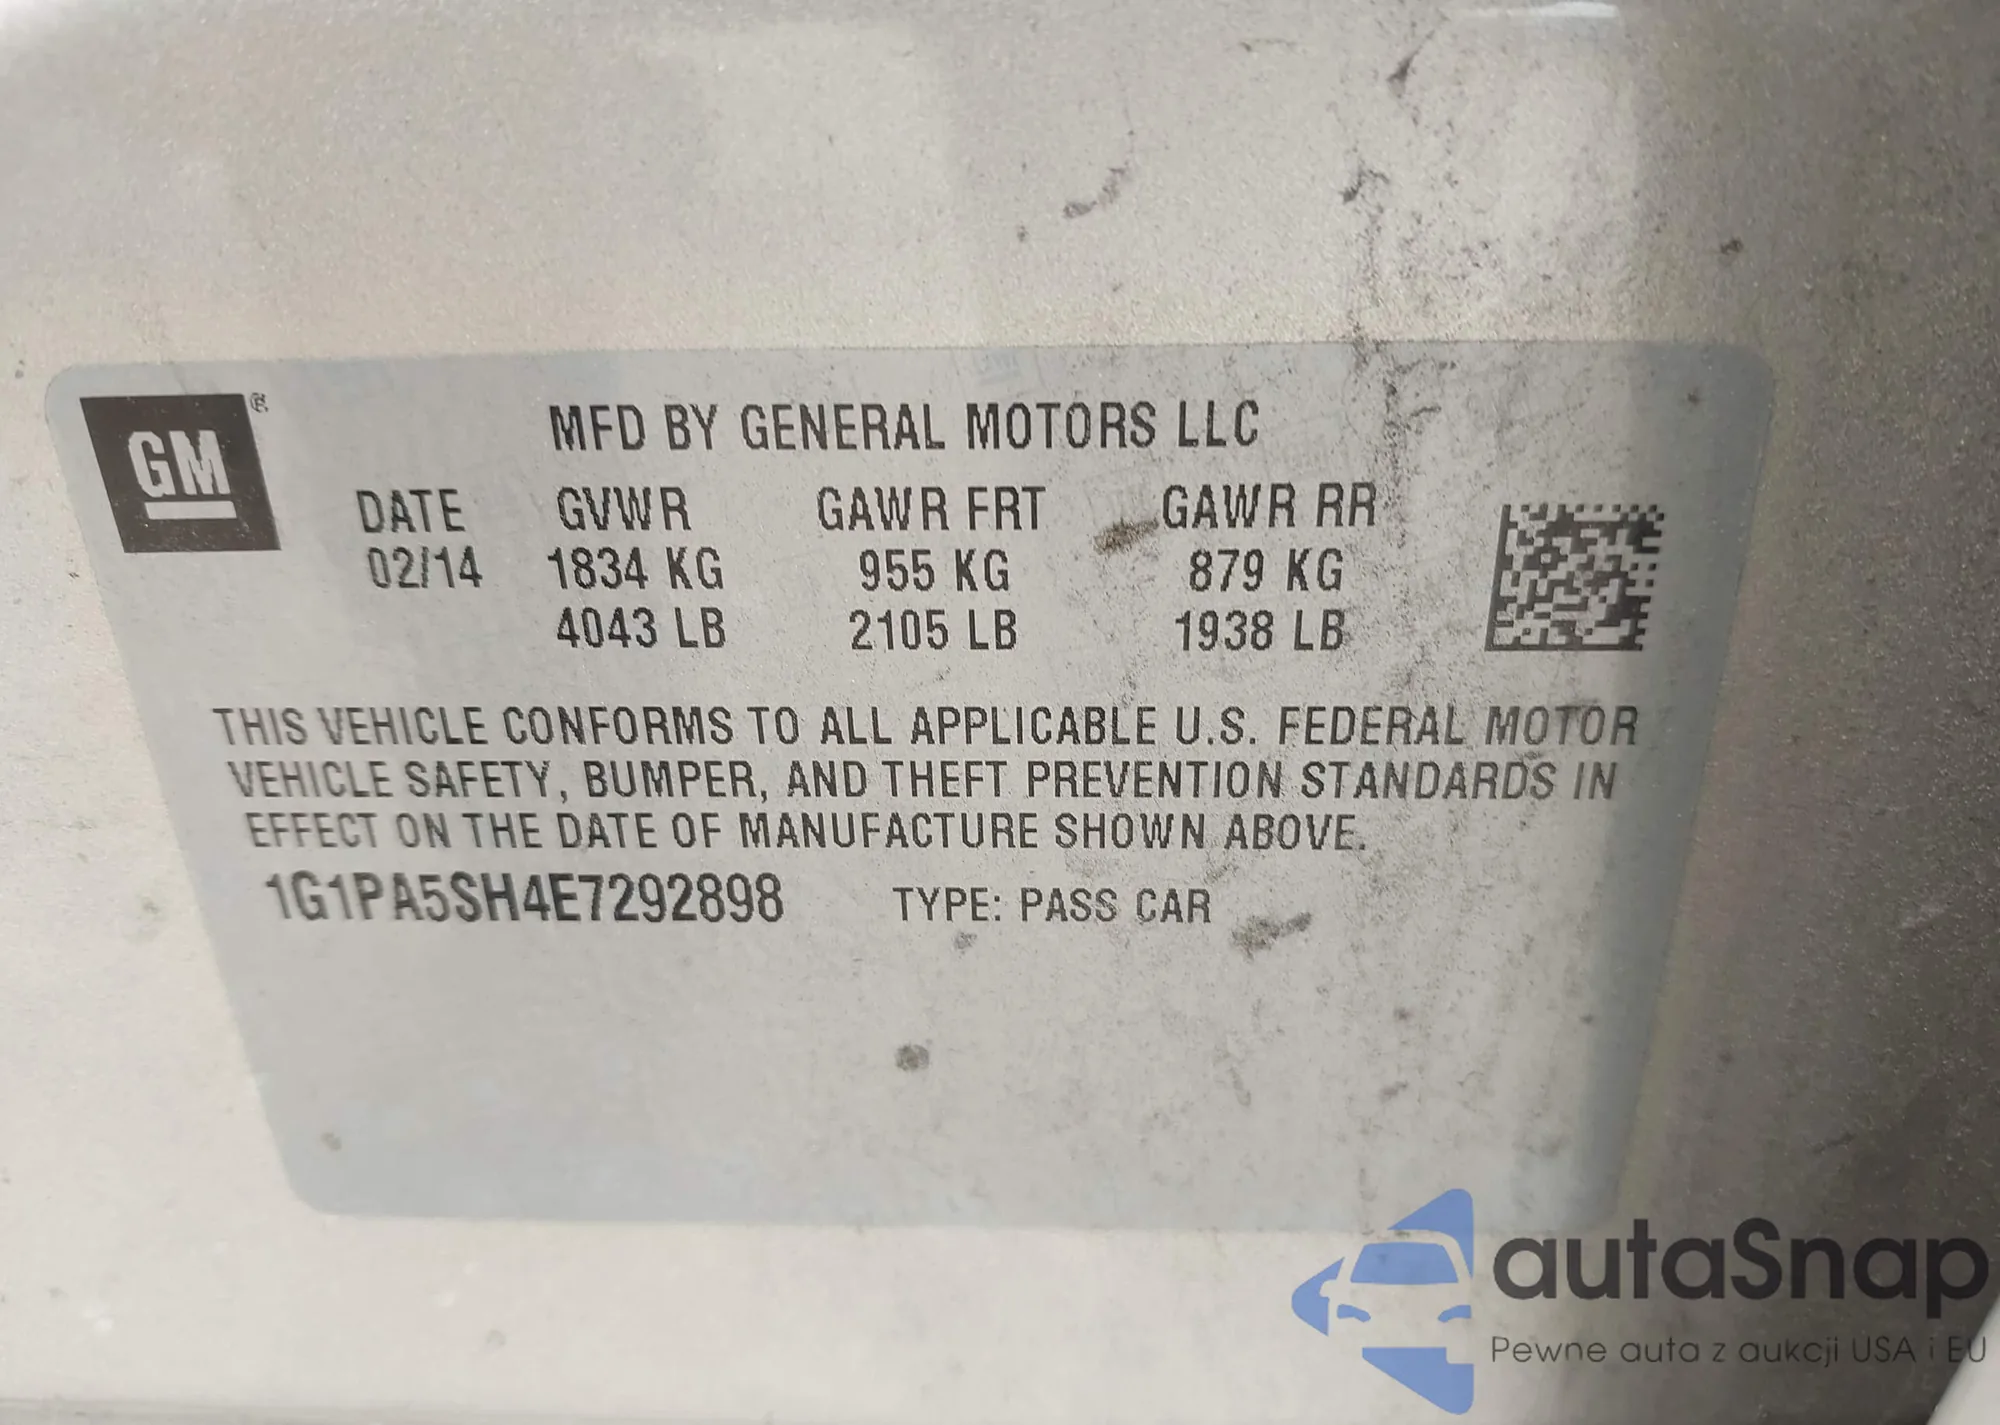 GM®
MFD BY GENERAL MOTORS LLC
DATE GVWR GAWR FRT GAWR RR
02/14 1834 KG 955 KG 879 KG
4043 LB 2105 LB 1938 LB
THIS VEHICLE CONFORMS TO ALL APPLICABLE U.S. FEDERAL MOTOR
VEHICLE SAFETY, BUMPER, AND THEFT PREVENTION STANDARDS IN
EFFECT ON THE DATE OF MANUFACTURE SHOWN ABOVE.
1G1PA5SH4E7292898 TYPE: PASS CAR
autaSnap
Pewne auta z aukcji USA i EU